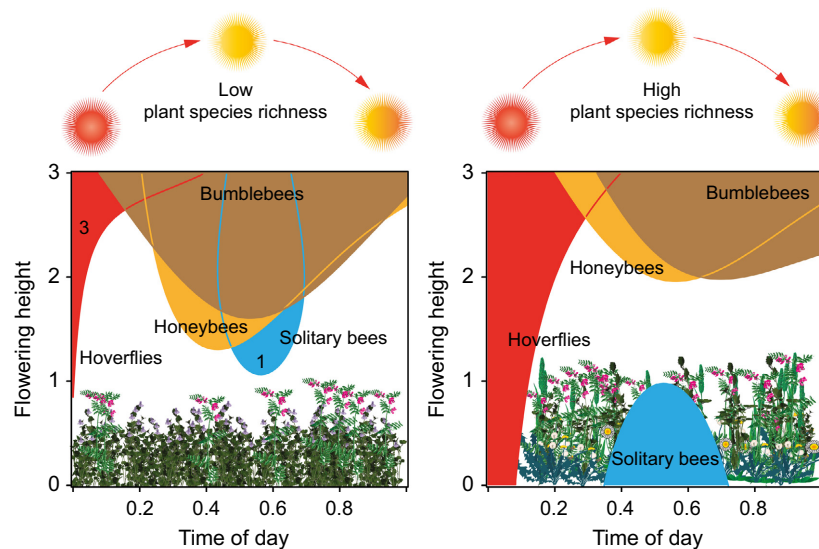 Low
plant species richness
3
2
1
0
Flowering height
3
Bumblebees
Honeybees
Solitary bees
1
Hoverflies
0.2
0.4
0.6
0.8
Time of day
High
plant species richness
3
2
1
0
Flowering height
Bumblebees
Honeybees
Hoverflies
Solitary bees
0.2
0.4
0.6
0.8
Time of day